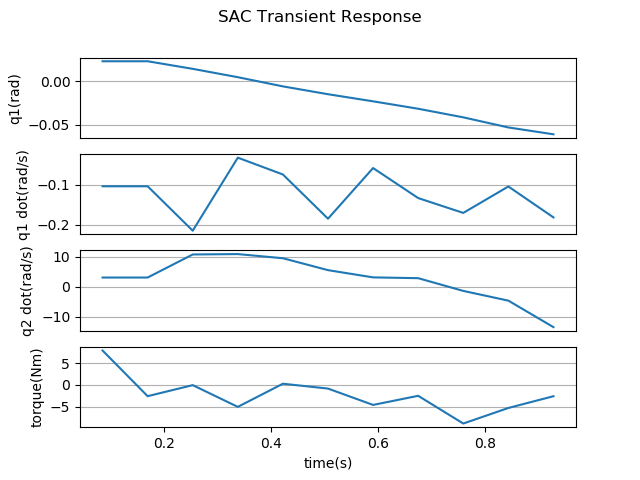 SAC Transient Response
0.00
−0.05
q1(rad)
−0.1
−0.2
q1 dot(rad/s)
10
0
−10
q2 dot(rad/s)
5
0
−5
torque(Nm)
0.2 0.4 0.6 0.8
time(s)